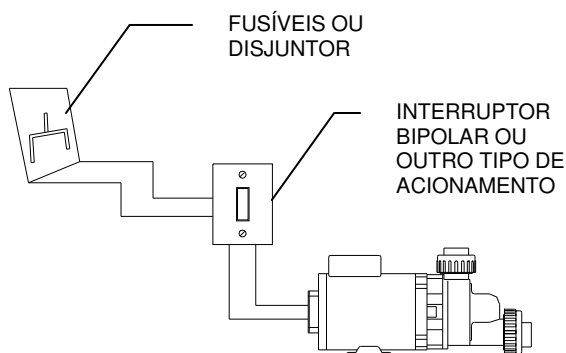 FUSÍVEIS OU
DISJUNTOR
INTERRUPTOR
BIPOLAR OU
OUTRO TIPO DE
ACIONAMENTO